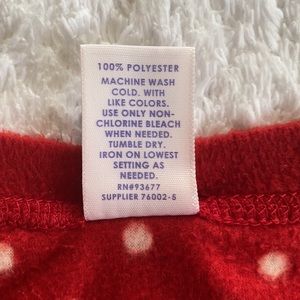 100% POLYESTER
MACHINE WASH
COLD. WITH
LIKE COLORS.
USE ONLY NON-
CHLORINE BLEACH
WHEN NEEDED.
TUMBLE DRY.
IRON ON LOWEST
SETTING AS
NEEDED.
RN#93677
SUPPLIER 76002-5